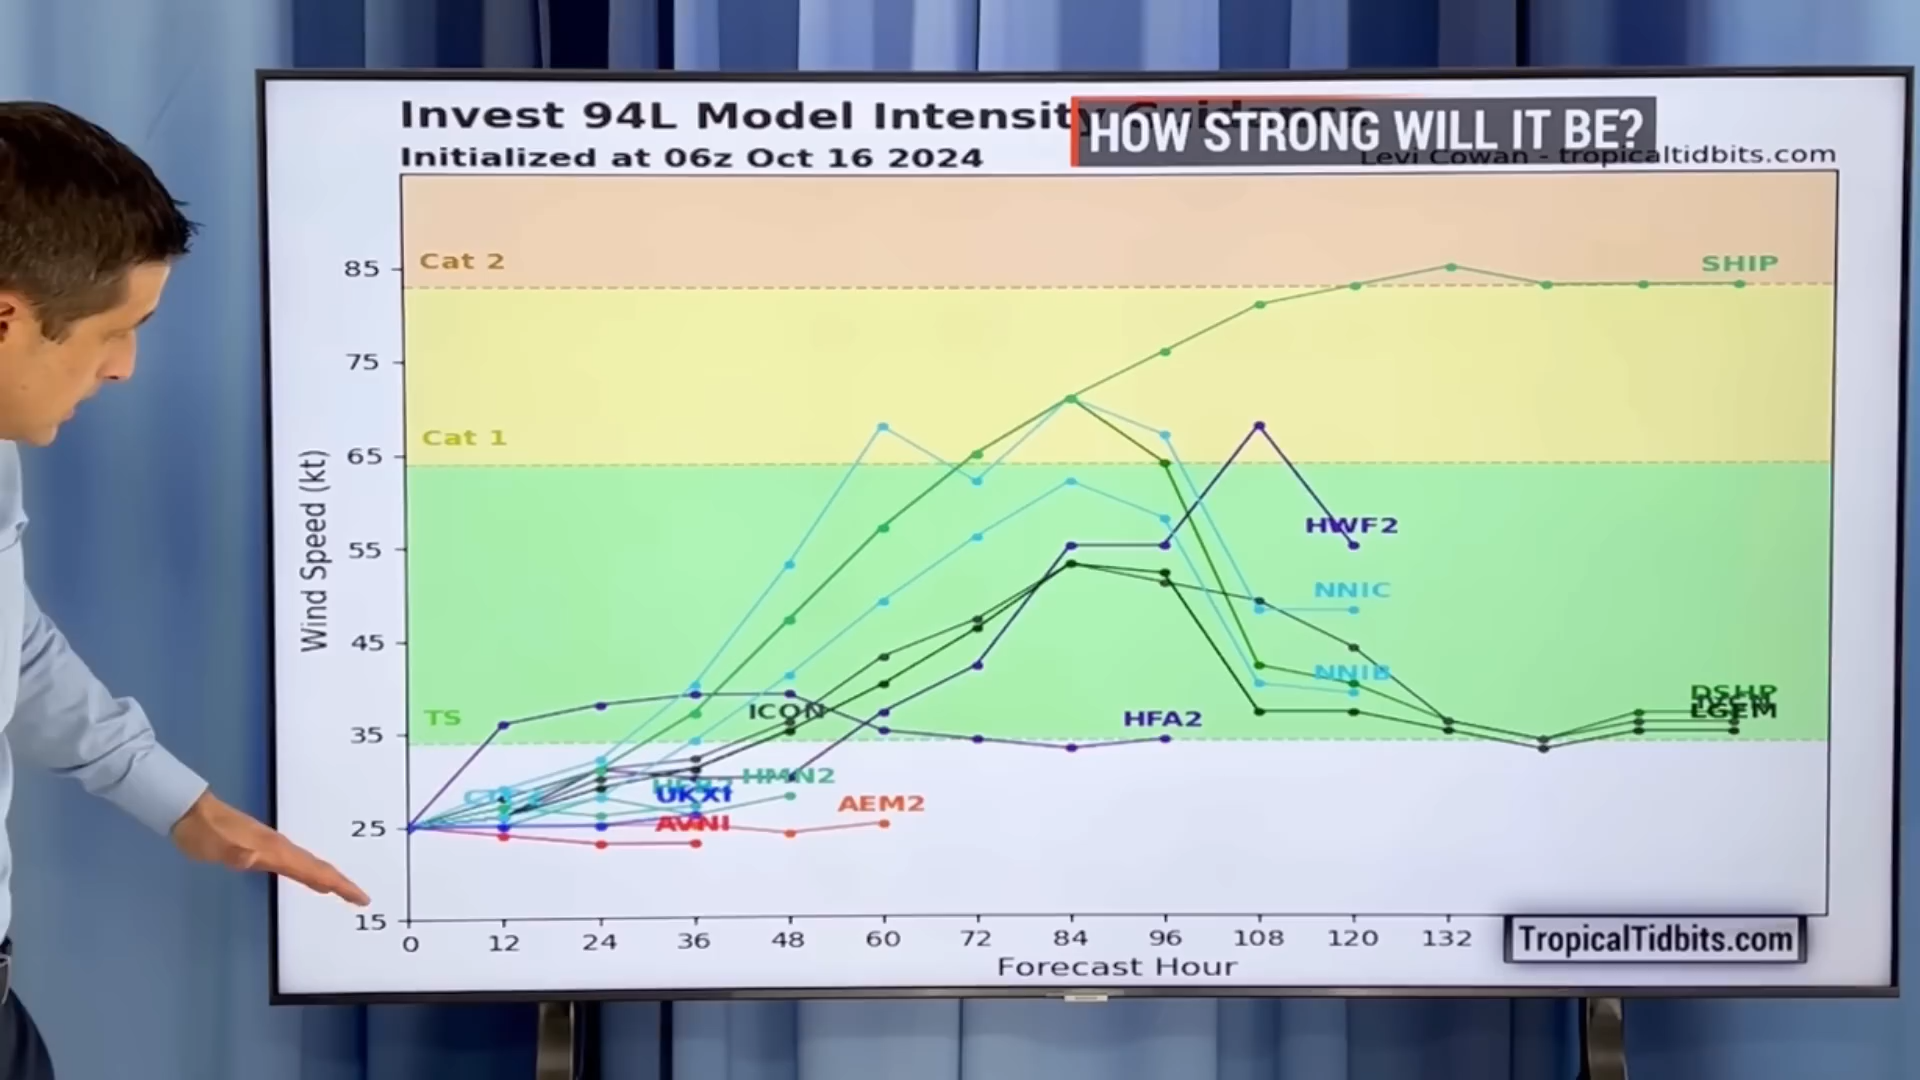 Invest 94L Model Intensity Guidance
HOW STRONG WILL IT BE?
Initialized at 06z Oct 16 2024
Levi Cowan - tropicaltidbits.com
Wind Speed (kt)
85
75
65
55
45
35
25
15
Cat 2
Cat 1
TS
SHIP
HWF2
NNIC
NNIB
DSHP
LGEM
HFA2
ICON
HMN2
UKXI
AEM2
AVNI
0 12 24 36 48 60 72 84 96 108 120 132
Forecast Hour
TropicalTidbits.com